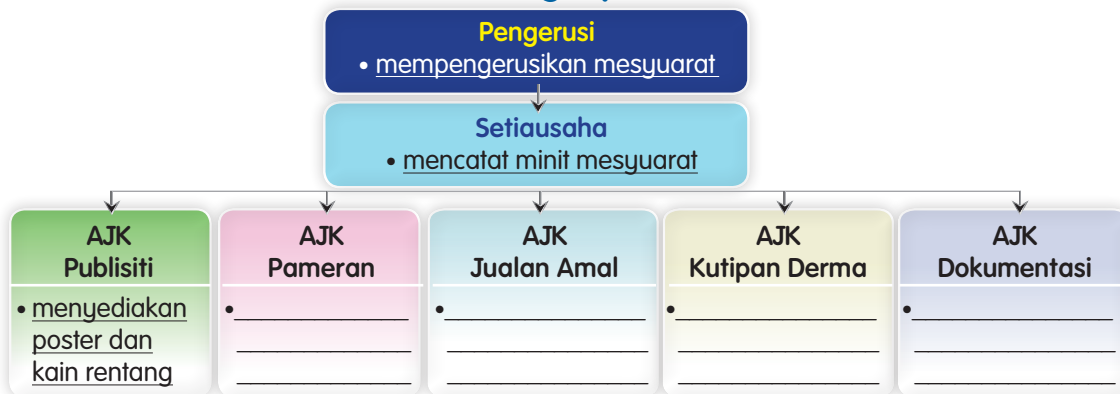 Pengerusi
• mempengerusikan mesyuarat
Setiausaha
• mencatat minit mesyuarat
AJK
Publisiti
• menyediakan
poster dan
kain rentang
AJK
Pameran
•
AJK
Jualan Amal
•
AJK
Kutipan Derma
•
AJK
Dokumentasi
•